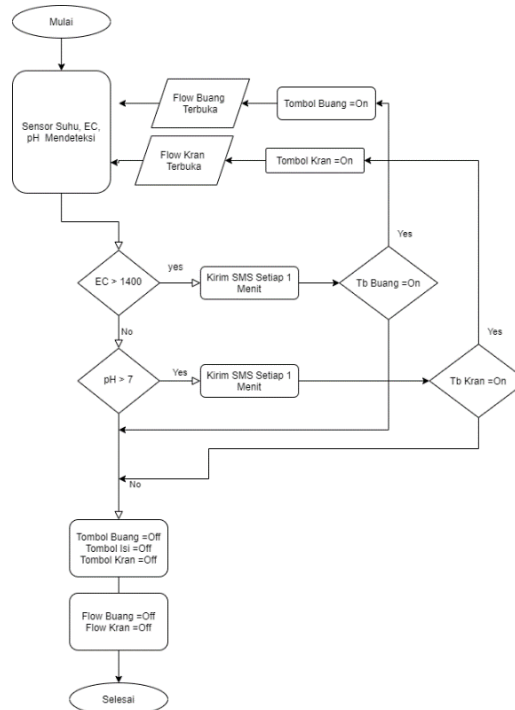 Mulai
Flow Buang
Terbuka
Tombol Buang =On
Sensor Suhu, EC,
pH Mendeteksi
Flow Kran
Terbuka
Tombol Kran =On
Yes
EC > 1400
yes
Kirim SMS Setiap 1
Menit
Tb Buang =On
Yes
No
pH > 7
Yes
Kirim SMS Setiap 1
Menit
Tb Kran =On
No
Tombol Buang =Off
Tombol Isi =Off
Tombol Kran =Off
Flow Buang =Off
Flow Kran =Off
Selesai